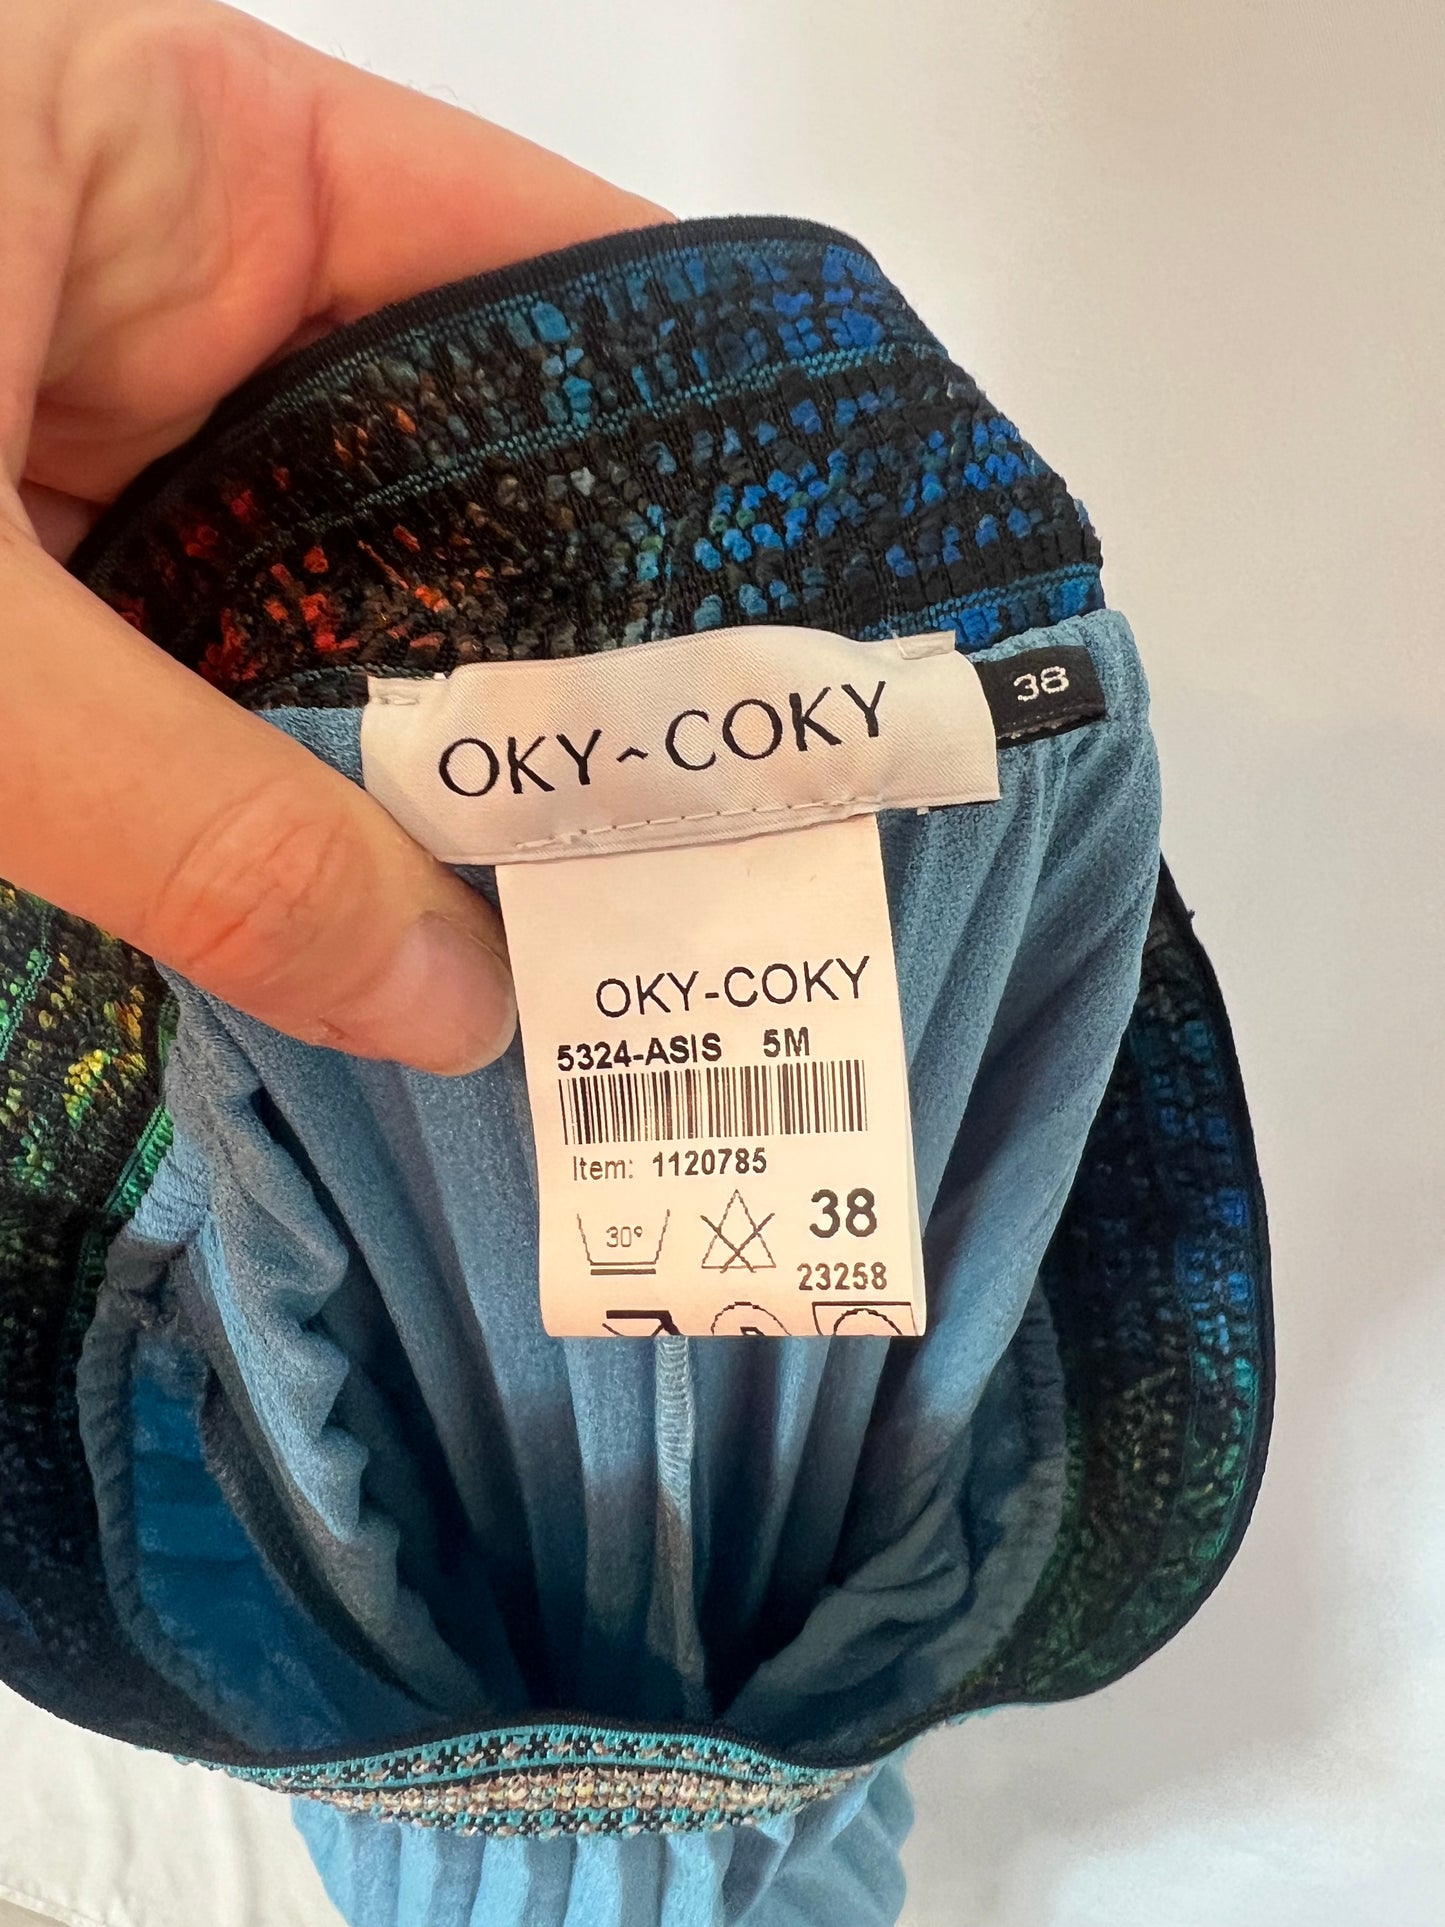 OKY-COKY
38
OKY-COKY
5324-ASIS 5M
Item: 1120785
30°
38
23258